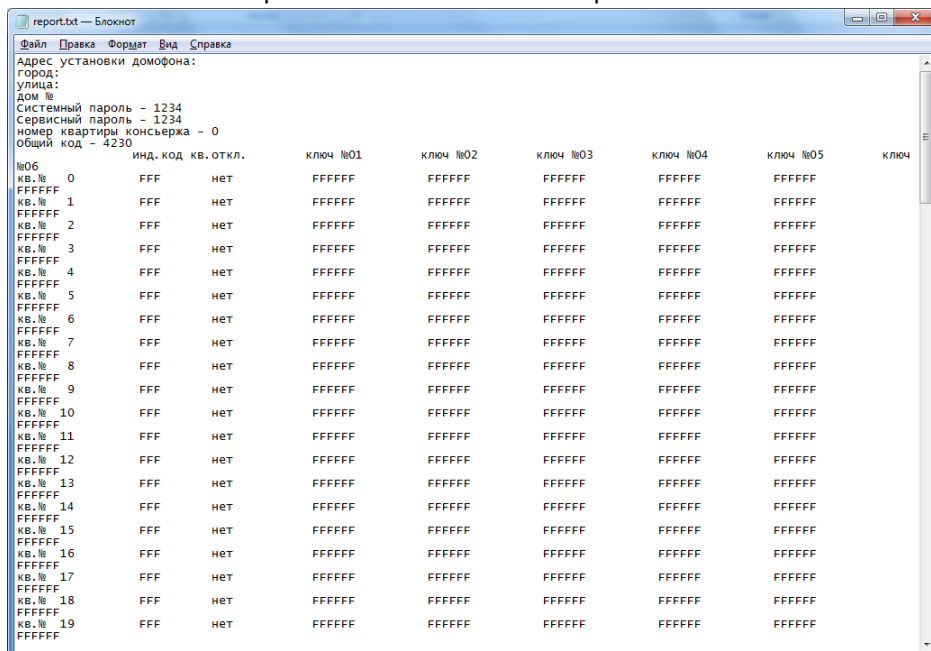 report.txt — Блокнот
Файл Правка Формат Вид Справка
Адрес установки домофона:
город:
улица:
дом №
Системный пароль - 1234
Сервисный пароль - 1234
номер квартиры консьержа - 0
Общий код - 4230
инд.код кв.откл. ключ №01 ключ №02 ключ №03 ключ №04 ключ №05 ключ
№06
кв.№ 0 FFF нет FFFFFF FFFFFF FFFFFF FFFFFF FFFFFF
FFFFFF
кв.№ 1 FFF нет FFFFFF FFFFFF FFFFFF FFFFFF FFFFFF
FFFFFF
кв.№ 2 FFF нет FFFFFF FFFFFF FFFFFF FFFFFF FFFFFF
FFFFFF
кв.№ 3 FFF нет FFFFFF FFFFFF FFFFFF FFFFFF FFFFFF
FFFFFF
кв.№ 4 FFF нет FFFFFF FFFFFF FFFFFF FFFFFF FFFFFF
FFFFFF
кв.№ 5 FFF нет FFFFFF FFFFFF FFFFFF FFFFFF FFFFFF
FFFFFF
кв.№ 6 FFF нет FFFFFF FFFFFF FFFFFF FFFFFF FFFFFF
FFFFFF
кв.№ 7 FFF нет FFFFFF FFFFFF FFFFFF FFFFFF FFFFFF
FFFFFF
кв.№ 8 FFF нет FFFFFF FFFFFF FFFFFF FFFFFF FFFFFF
FFFFFF
кв.№ 9 FFF нет FFFFFF FFFFFF FFFFFF FFFFFF FFFFFF
FFFFFF
кв.№ 10 FFF нет FFFFFF FFFFFF FFFFFF FFFFFF FFFFFF
FFFFFF
кв.№ 11 FFF нет FFFFFF FFFFFF FFFFFF FFFFFF FFFFFF
FFFFFF
кв.№ 12 FFF нет FFFFFF FFFFFF FFFFFF FFFFFF FFFFFF
FFFFFF
кв.№ 13 FFF нет FFFFFF FFFFFF FFFFFF FFFFFF FFFFFF
FFFFFF
кв.№ 14 FFF нет FFFFFF FFFFFF FFFFFF FFFFFF FFFFFF
FFFFFF
кв.№ 15 FFF нет FFFFFF FFFFFF FFFFFF FFFFFF FFFFFF
FFFFFF
кв.№ 16 FFF нет FFFFFF FFFFFF FFFFFF FFFFFF FFFFFF
FFFFFF
кв.№ 17 FFF нет FFFFFF FFFFFF FFFFFF FFFFFF FFFFFF
FFFFFF
кв.№ 18 FFF нет FFFFFF FFFFFF FFFFFF FFFFFF FFFFFF
FFFFFF
кв.№ 19 FFF нет FFFFFF FFFFFF FFFFFF FFFFFF FFFFFF
FFFFFF